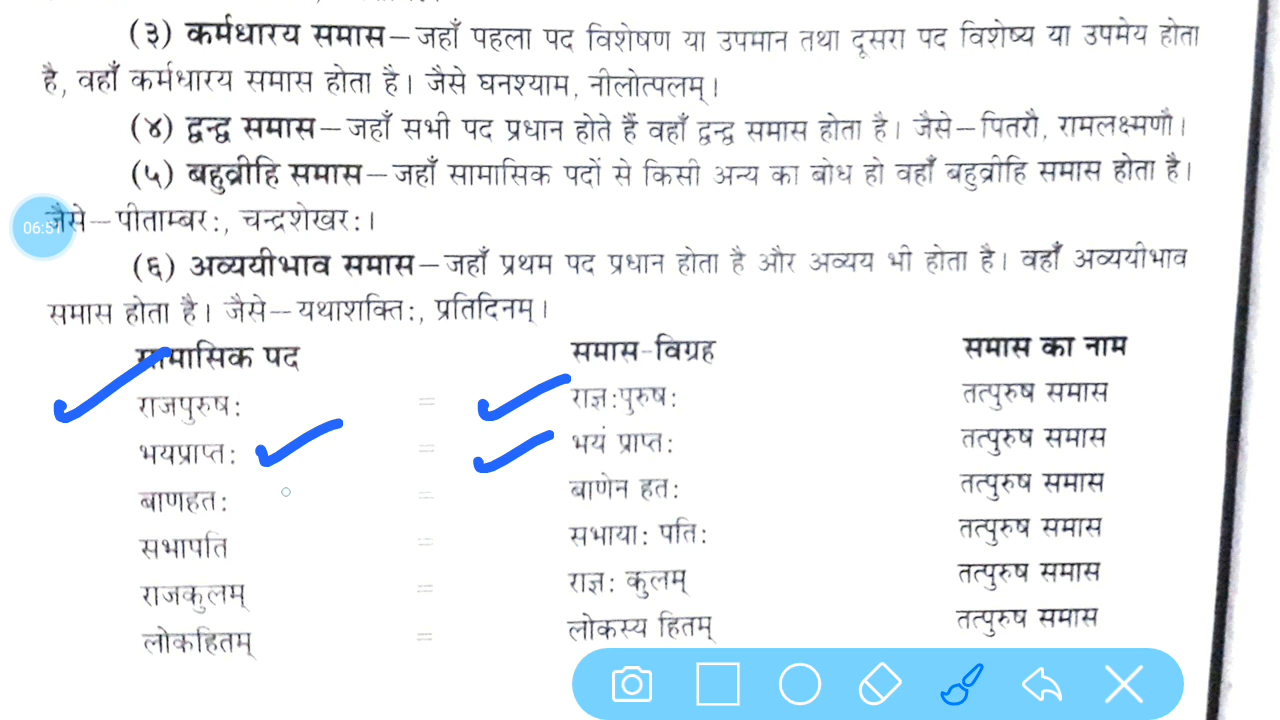 (३) कर्मधारय समास–जहाँ पहला पद विशेषण या उपमान तथा दूसरा पद विशेष्य या उपमेय होता
है, वहाँ कर्मधारय समास होता है। जैसे घनश्याम, नीलोत्पलम्।
(४) द्वन्द्व समास–जहाँ सभी पद प्रधान होते हैं वहाँ द्वन्द्व समास होता है। जैसे–पितरौ, रामलक्ष्मणौ।
(५) बहुव्रीहि समास–जहाँ सामासिक पदों से किसी अन्य का बोध हो वहाँ बहुव्रीहि समास होता है।
06:51 जैसे–पीताम्बर:, चन्द्रशेखर:।
(६) अव्ययीभाव समास–जहाँ प्रथम पद प्रधान होता है और अव्यय भी होता है। वहाँ अव्ययीभाव
समास होता है। जैसे–यथाशक्ति:, प्रतिदिनम्।
सामासिक पद समास-विग्रह समास का नाम
राजपुरुष: = राज्ञ:पुरुष: तत्पुरुष समास
भयप्राप्त: = भयं प्राप्त: तत्पुरुष समास
बाणहत: = बाणेन हत: तत्पुरुष समास
सभापति = सभाया: पति: तत्पुरुष समास
राजकुलम् = राज्ञ: कुलम् तत्पुरुष समास
लोकहितम् = लोकस्य हितम् तत्पुरुष समास